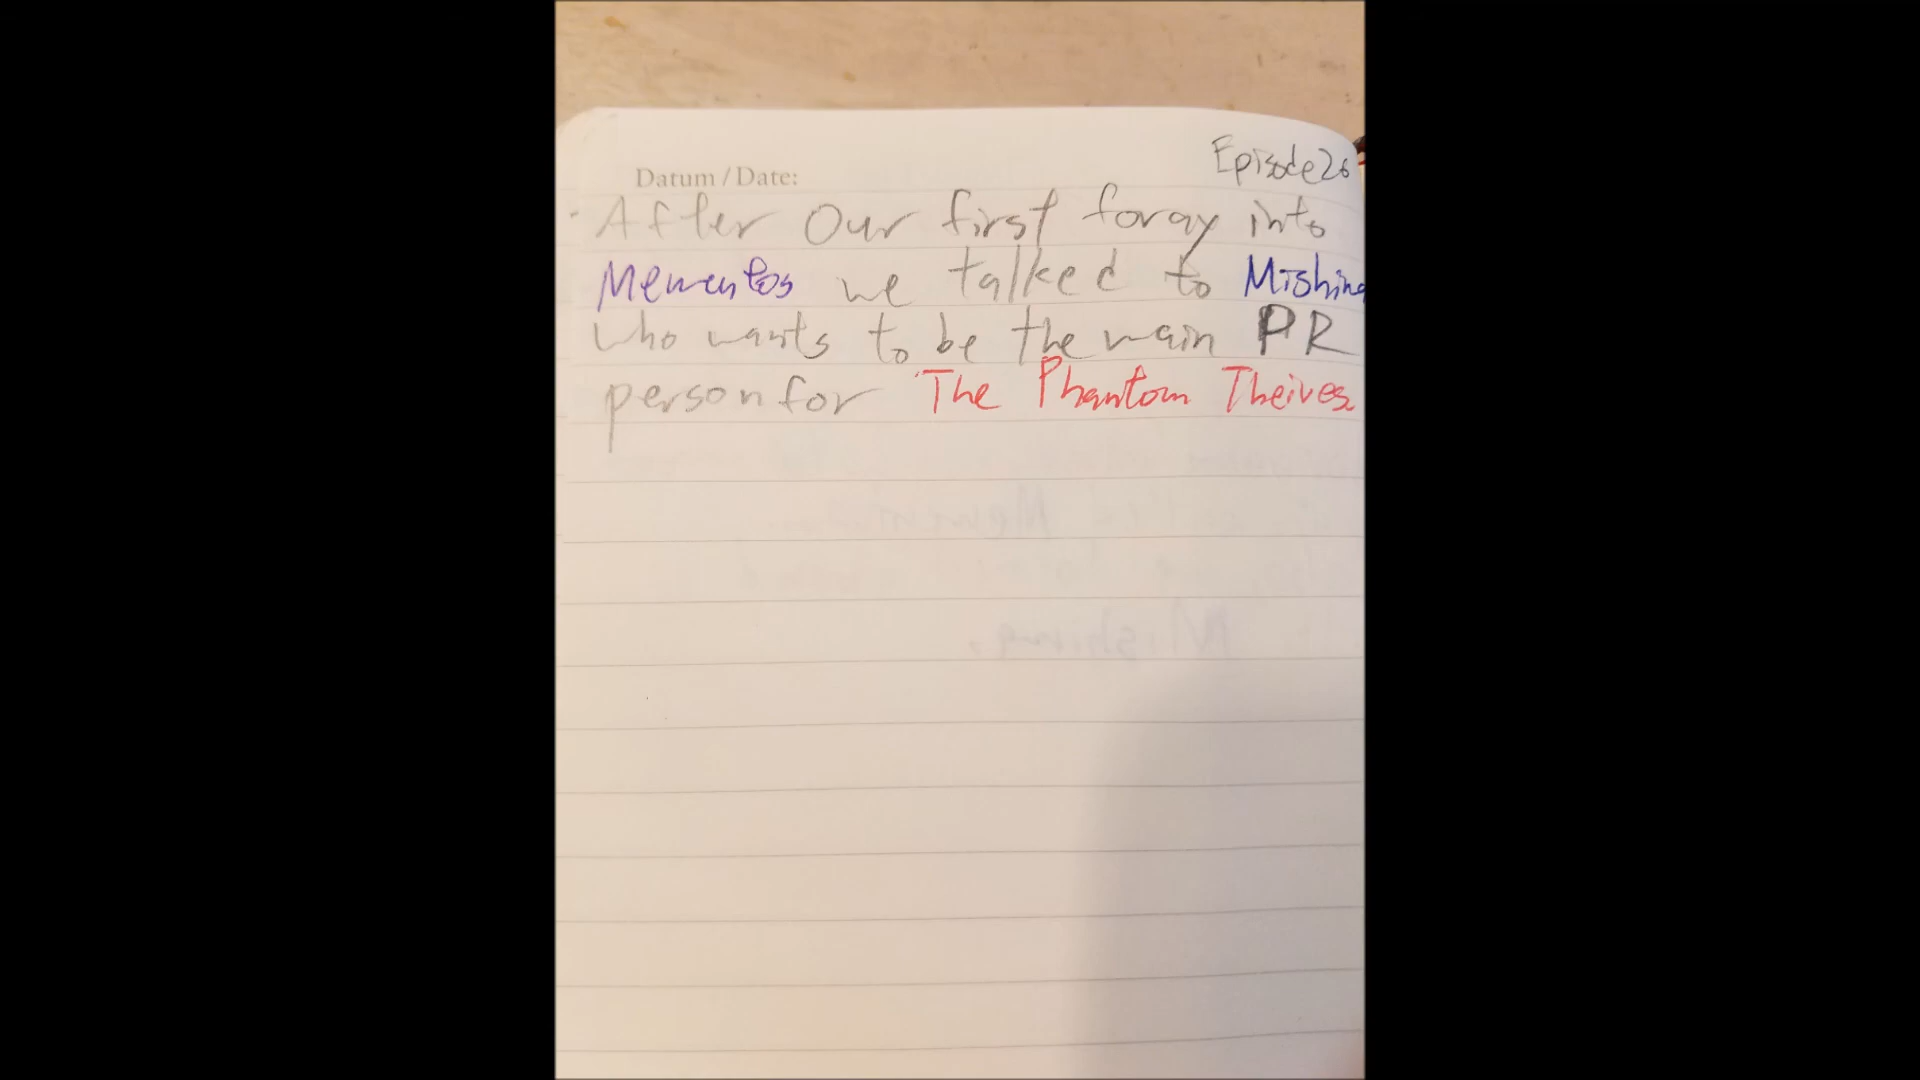 Episode 26
Datum / Date:
After Our first foray into
Mementos we talked to Mishima
who wants to be the main PR
person for The Phantom Theives